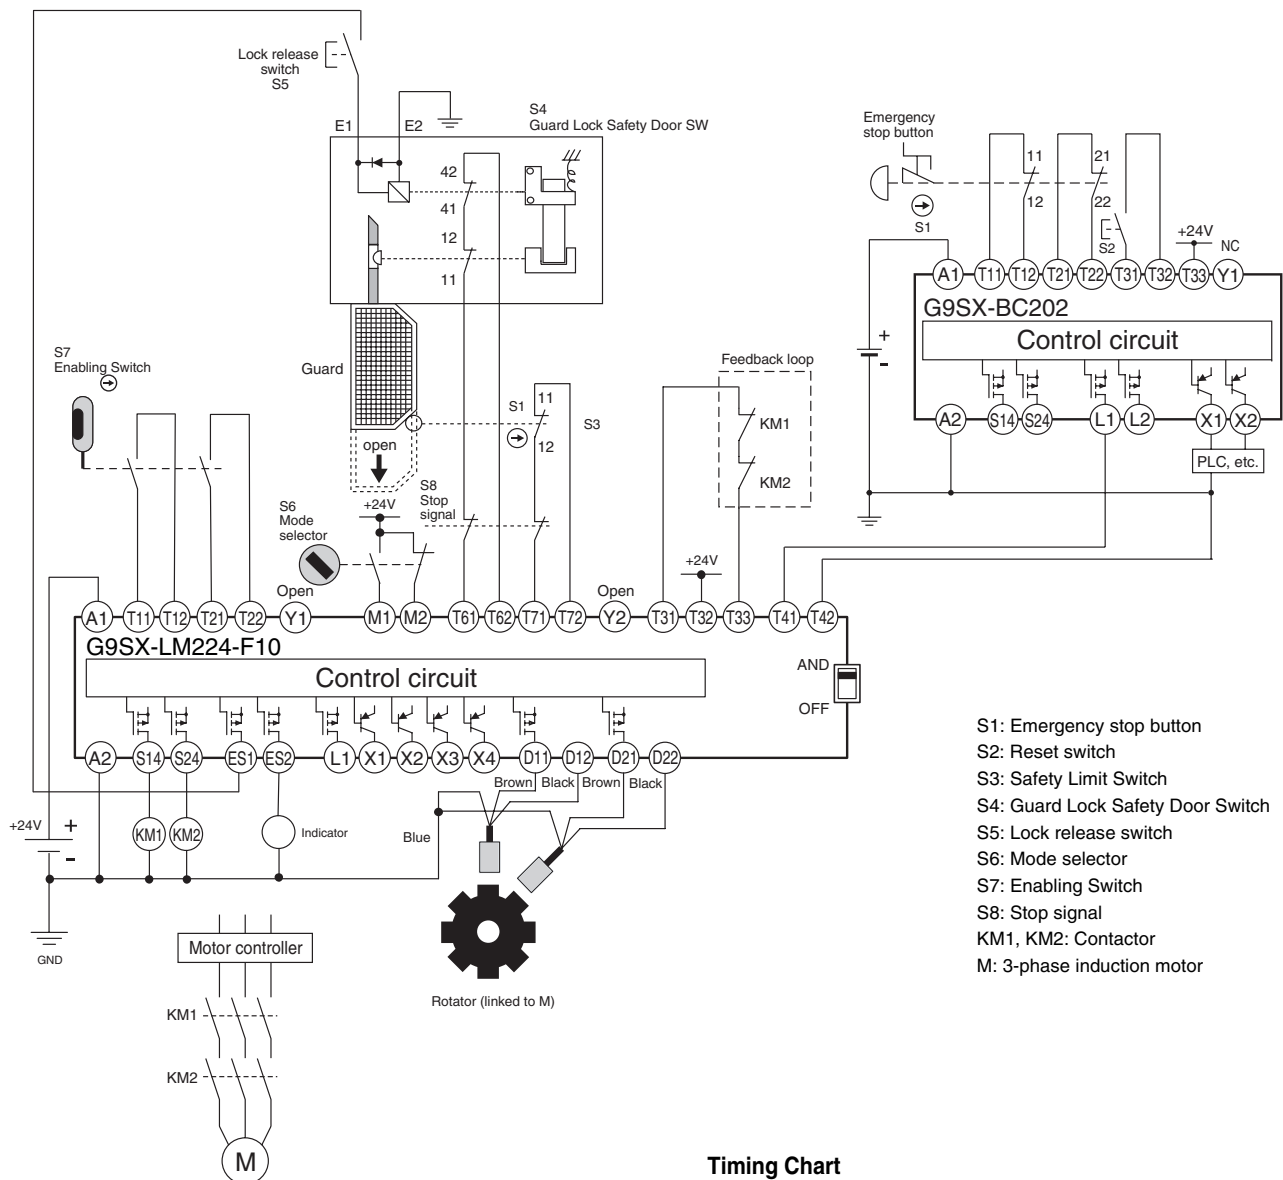 Lock release
switch
S5
E1
E2
S4
Guard Lock Safety Door SW
42
41
12
11
Emergency
stop button
S1
11
12
21
22
S2
+24V
NC
A1
T11
T12
T21
T22
T31
T32
T33
Y1
G9SX-BC202
Control circuit
+
-
A2
S14
S24
L1
L2
X1
X2
PLC, etc.
S7
Enabling Switch
Guard
open
S1
11
12
S3
Feedback loop
KM1
KM2
S6
Mode
selector
+24V
S8
Stop
signal
+24V
Open
Open
A1
T11
T12
T21
T22
Y1
M1
M2
T61
T62
T71
T72
Y2
T31
T32
T33
T41
T42
G9SX-LM224-F10
Control circuit
AND
OFF
A2
S14
S24
ES1
ES2
L1
X1
X2
X3
X4
D11
D12
D21
D22
Brown
Black
Brown
Black
+24V
+
-
KM1
KM2
Indicator
Blue
GND
Motor controller
KM1
KM2
M
Rotator (linked to M)
S1: Emergency stop button
S2: Reset switch
S3: Safety Limit Switch
S4: Guard Lock Safety Door Switch
S5: Lock release switch
S6: Mode selector
S7: Enabling Switch
S8: Stop signal
KM1, KM2: Contactor
M: 3-phase induction motor
Timing Chart